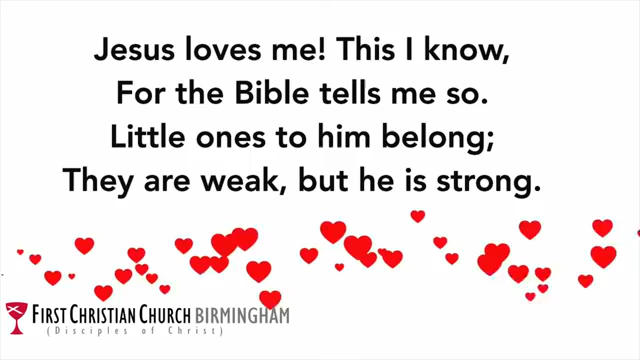 Jesus loves me! This I know,
For the Bible tells me so.
Little ones to him belong;
They are weak, but he is strong.
FIRST CHRISTIAN CHURCH BIRMINGHAM
(Disciples of Christ)